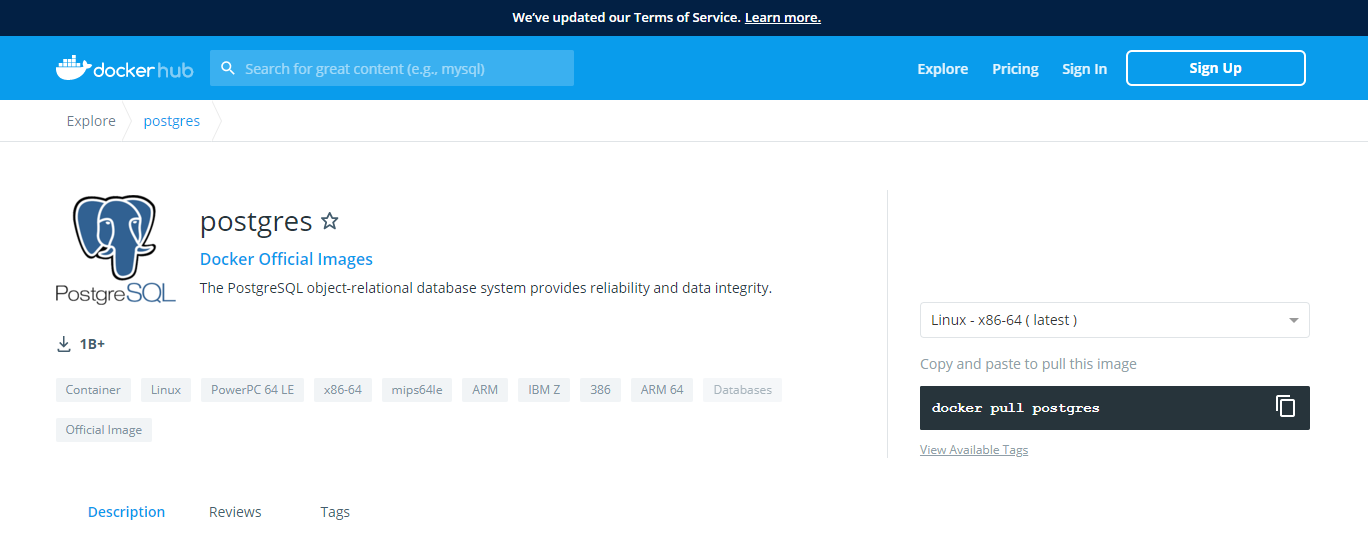 We've updated our Terms of Service. Learn more.
docker hub
Search for great content (e.g., mysql)
Explore
Pricing
Sign In
Sign Up
Explore
postgres
PostgreSQL
postgres
Docker Official Images
The PostgreSQL object-relational database system provides reliability and data integrity.
1B+
Container
Linux
PowerPC 64 LE
x86-64
mips64le
ARM
IBM Z
386
ARM 64
Databases
Official Image
Linux - x86-64 ( latest )
Copy and paste to pull this image
docker pull postgres
View Available Tags
Description
Reviews
Tags